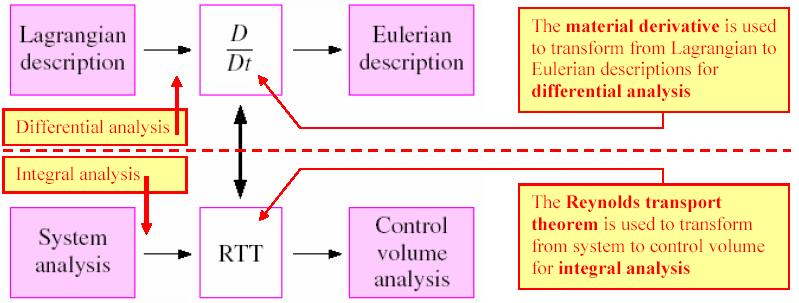 Lagrangian
description
D
Dt
Eulerian
description
The material derivative is used
to transform from Lagrangian to
Eulerian descriptions for
differential analysis
Differential analysis
Integral analysis
System
analysis
RTT
Control
volume
analysis
The Reynolds transport
theorem is used to transform
from system to control volume
for integral analysis